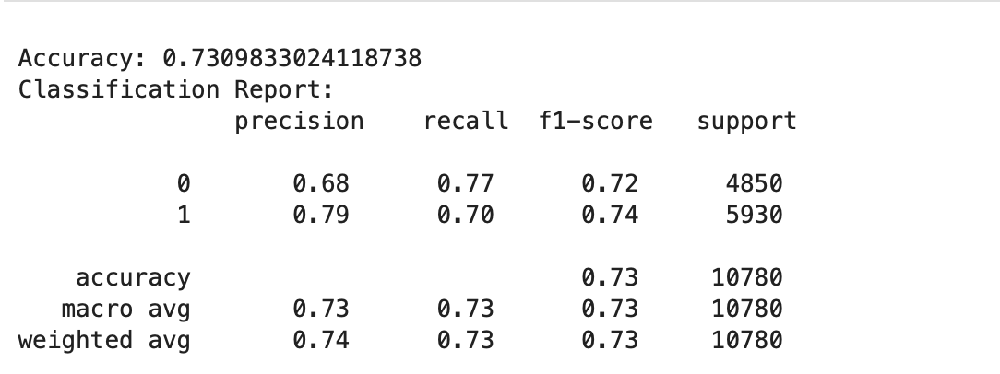 Accuracy: 0.7309833024118738
Classification Report:
precision recall f1-score support
0 0.68 0.77 0.72 4850
1 0.79 0.70 0.74 5930
accuracy 0.73 10780
macro avg 0.73 0.73 0.73 10780
weighted avg 0.74 0.73 0.73 10780